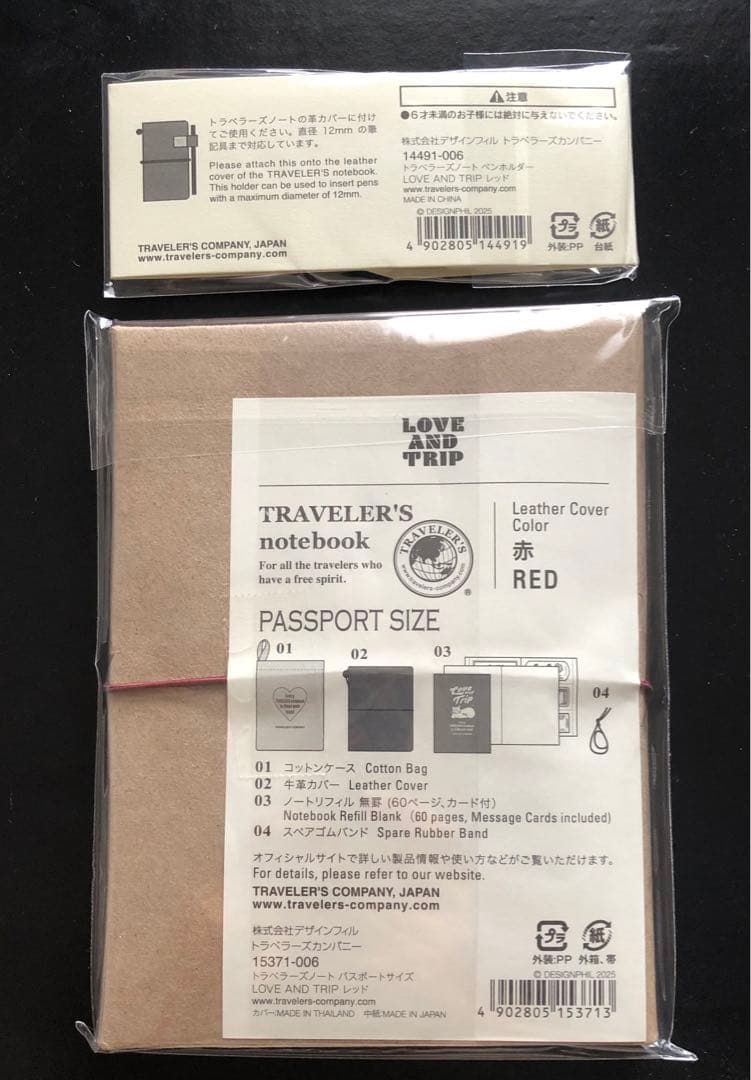 トラベラーズノートの革カバーに付け
てご使用ください。直径 12mm の筆
記具まで対応しています。
Please attach this onto the leather
cover of the TRAVELER'S notebook.
This holder can be used to insert pens
with a maximum diameter of 12mm.
TRAVELER'S COMPANY, JAPAN
www.travelers-company.com
注意
●6才未満のお子様には絶対に与えないでください。
株式会社デザインフィル トラベラーズカンパニー
14491-006
トラベラーズノート ペンホルダー
LOVE AND TRIP レッド
www.travelers-company.com
MADE IN CHINA
© DESIGNPHIL 2025
4 902805 144919
プラ 紙
外装:PP 台紙
LOVE
AND
TRIP
TRAVELER'S
notebook
For all the travelers who
have a free spirit.
TRAVELER'S
www.travelers-company.com
®
Leather Cover
Color
赤
RED
PASSPORT SIZE
01 02 03 04
Love
and
Trip
01 コットンケース Cotton Bag
02 牛革カバー Leather Cover
03 ノートリフィル 無罫 (60ページ、カード付)
Notebook Refill Blank (60 pages, Message Cards included)
04 スペアゴムバンド Spare Rubber Band
オフィシャルサイトで詳しい製品情報や使い方などがご覧いただけます。
For details, please refer to our website.
TRAVELER'S COMPANY, JAPAN
www.travelers-company.com
株式会社デザインフィル
トラベラーズカンパニー
15371-006
トラベラーズノート パスポートサイズ
LOVE AND TRIP レッド
www.travelers-company.com
カバー:MADE IN THAILAND 中紙:MADE IN JAPAN
プラ 紙
外装:PP 外箱、帯
© DESIGNPHIL 2025
4 902805 153713